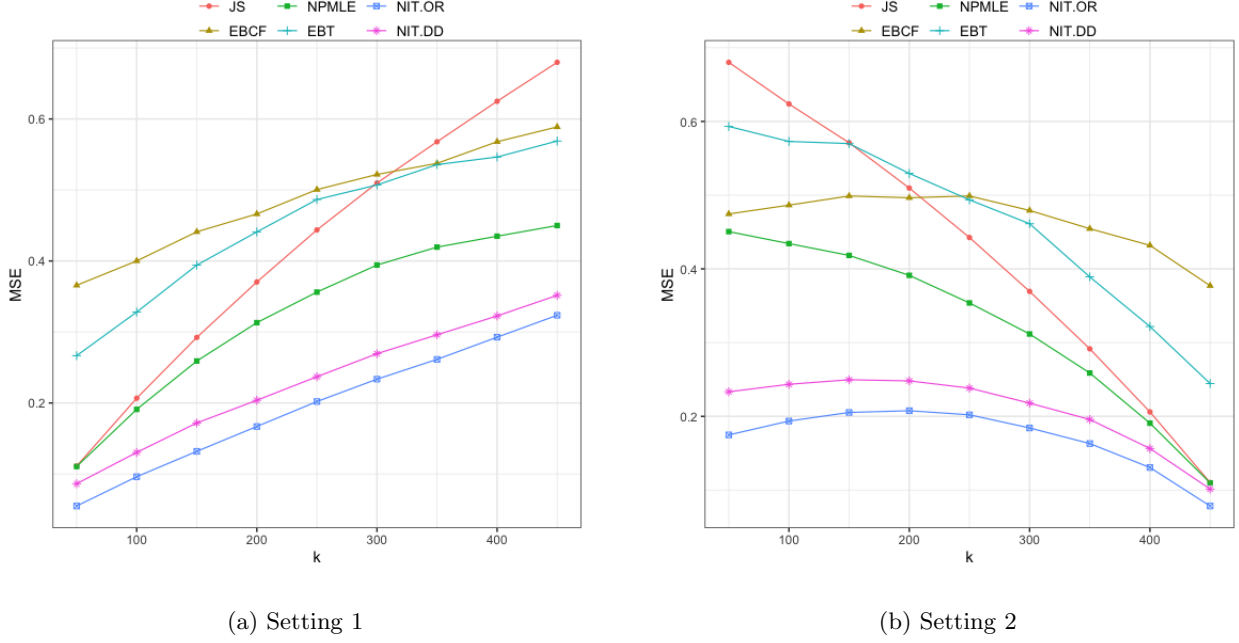 JS NPMLE NIT.OR
EBCF EBT NIT.DD
MSE
0.6
0.4
0.2
100 200 300 400
k
(a) Setting 1
JS NPMLE NIT.OR
EBCF EBT NIT.DD
MSE
0.6
0.4
0.2
100 200 300 400
k
(b) Setting 2